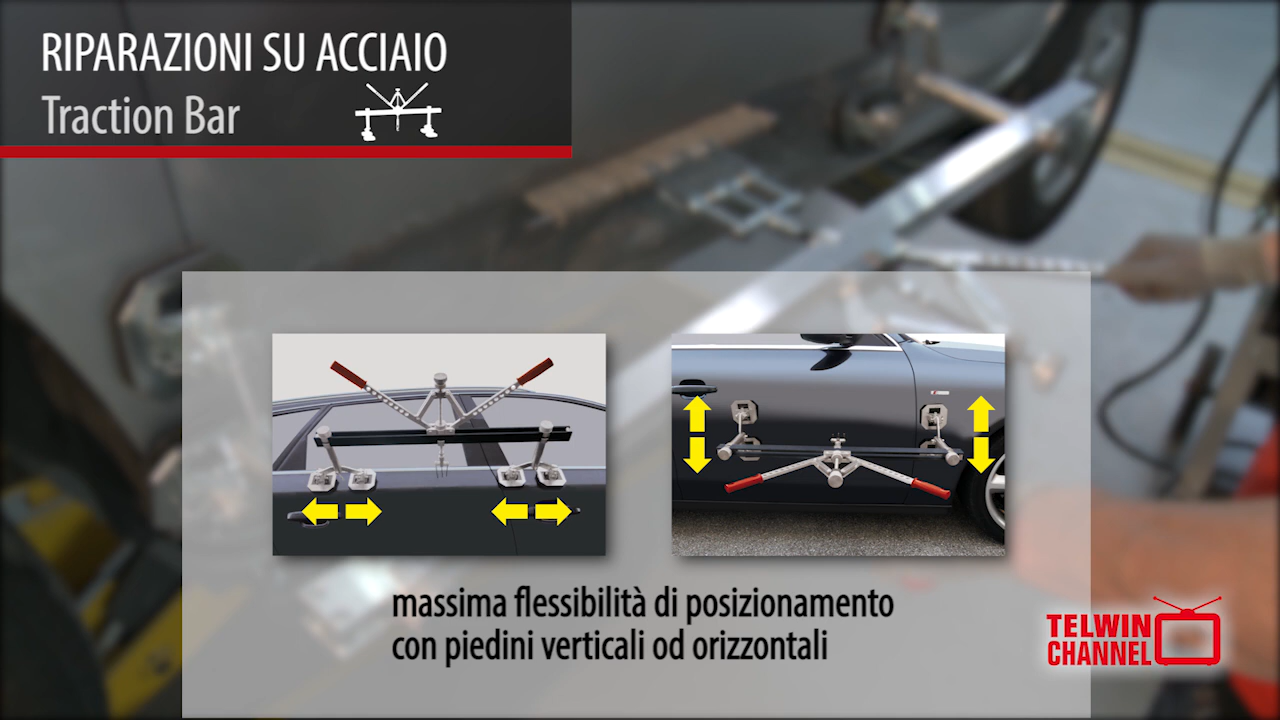 RIPARAZIONI SU ACCIAIO
Traction Bar
massima flessibilità di posizionamento
con piedini verticali od orizzontali
TELWIN
CHANNEL